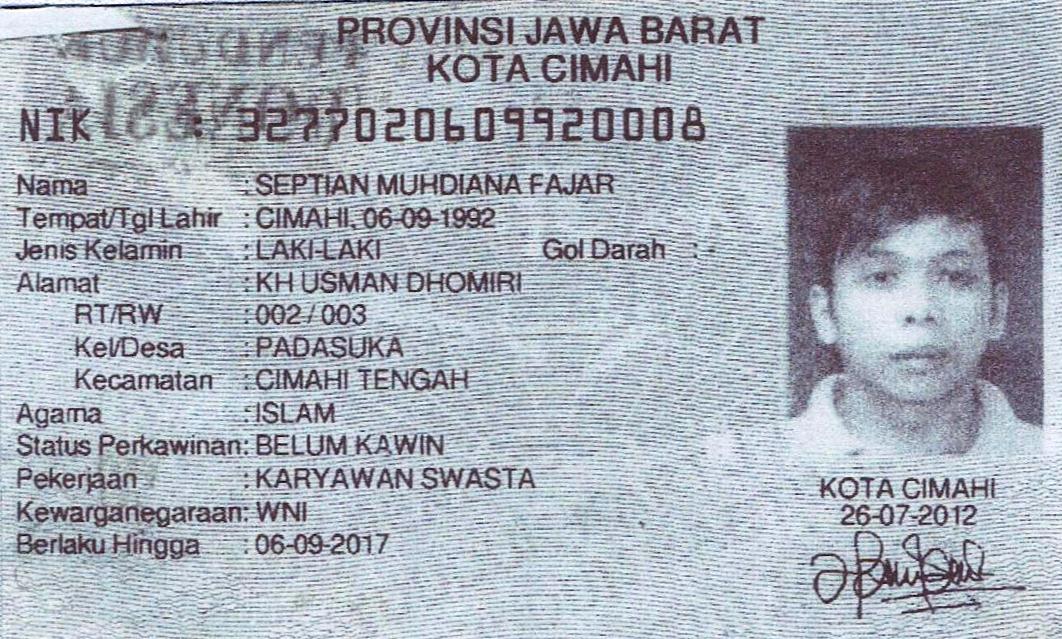 PROVINSI JAWA BARAT
KOTA CIMAHI
NIK : 3277020609920008
Nama : SEPTIAN MUHDIANA FAJAR
Tempat/Tgl Lahir : CIMAHI, 06-09-1992
Jenis Kelamin : LAKI-LAKI Gol Darah : -
Alamat : KH USMAN DHOMIRI
RT/RW : 002 / 003
Kel/Desa : PADASUKA
Kecamatan : CIMAHI TENGAH
Agama : ISLAM
Status Perkawinan: BELUM KAWIN
Pekerjaan : KARYAWAN SWASTA
Kewarganegaraan: WNI
Berlaku Hingga : 06-09-2017
KOTA CIMAHI
26-07-2012